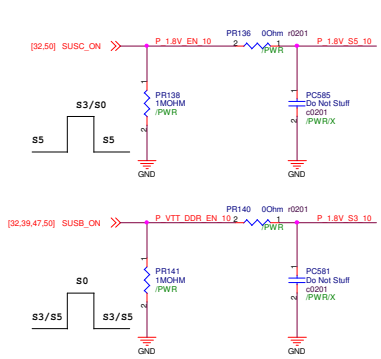 PR136 0Ohm r0201
[32,50] SUSC_ON P_1.8V_EN_10 2 1 P_1.8V_S5_10
/PWR
1
PR138
1MOHM
/PWR
2
1
PC585
Do Not Stuff
c0201
/PWR/X
2
S3/S0
S5 S5
GND GND
PR140 0Ohm r0201
[32,39,47,50] SUSB_ON P_VTT_DDR_EN_10 2 1 P_1.8V_S3_10
/PWR
1
PR141
1MOHM
/PWR
2
1
PC581
Do Not Stuff
c0201
/PWR/X
2
S0
S3/S5 S3/S5
GND GND